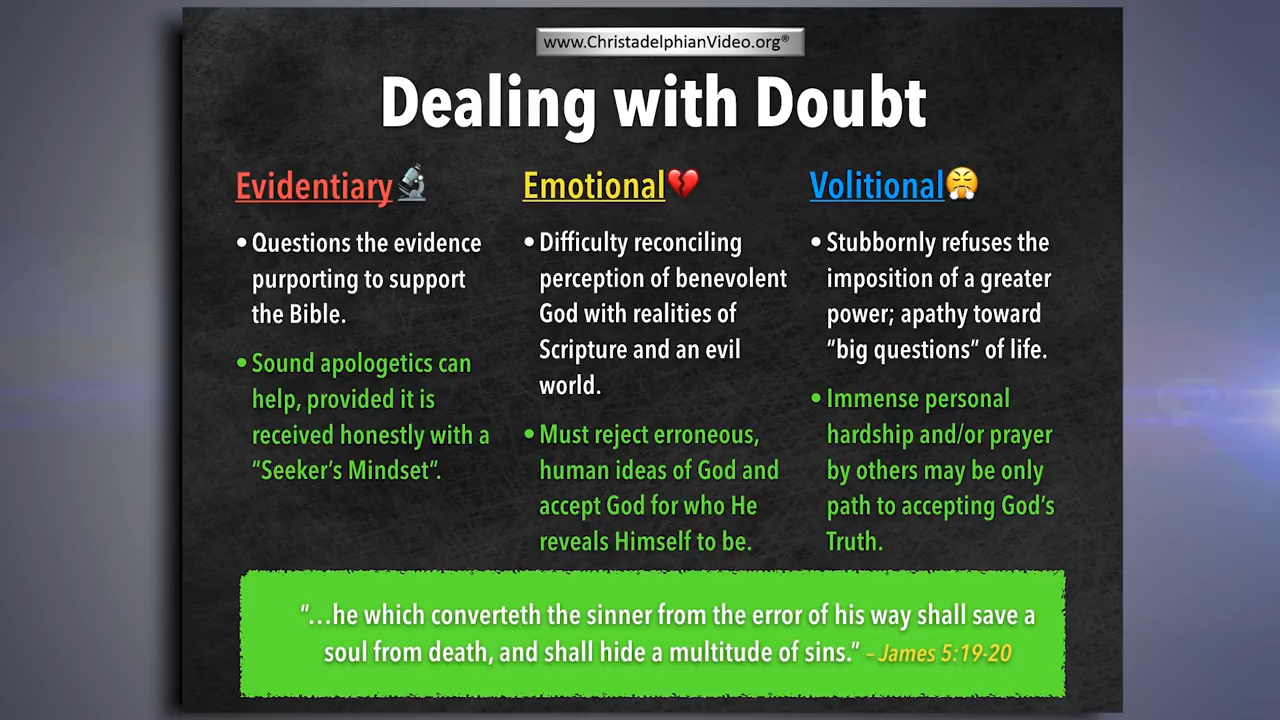 www.ChristadelphianVideo.org®
Dealing with Doubt
Evidentiary
• Questions the evidence
purporting to support
the Bible.
• Sound apologetics can
help, provided it is
received honestly with a
“Seeker’s Mindset”.
Emotional
• Difficulty reconciling
perception of benevolent
God with realities of
Scripture and an evil
world.
• Must reject erroneous,
human ideas of God and
accept God for who He
reveals Himself to be.
Volitional
• Stubbornly refuses the
imposition of a greater
power; apathy toward
“big questions” of life.
• Immense personal
hardship and/or prayer
by others may be only
path to accepting God’s
Truth.
“…he which converteth the sinner from the error of his way shall save a
soul from death, and shall hide a multitude of sins.” – James 5:19-20